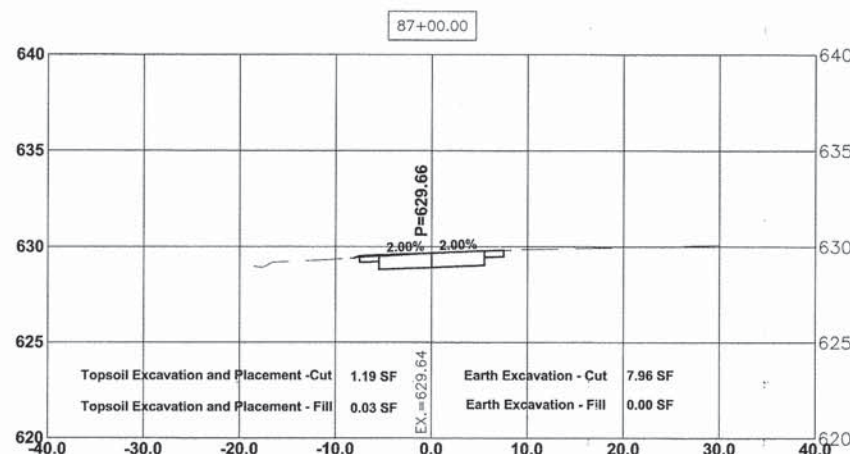 87+00.00
640 640
635 635
P=629.66
2.00% 2.00%
630 630
625 625
EX.=629.64
Topsoil Excavation and Placement -Cut 1.19 SF Earth Excavation - Cut 7.96 SF
Topsoil Excavation and Placement - Fill 0.03 SF Earth Excavation - Fill 0.00 SF
620 620
-40.0 -30.0 -20.0 -10.0 0.0 10.0 20.0 30.0 40.0